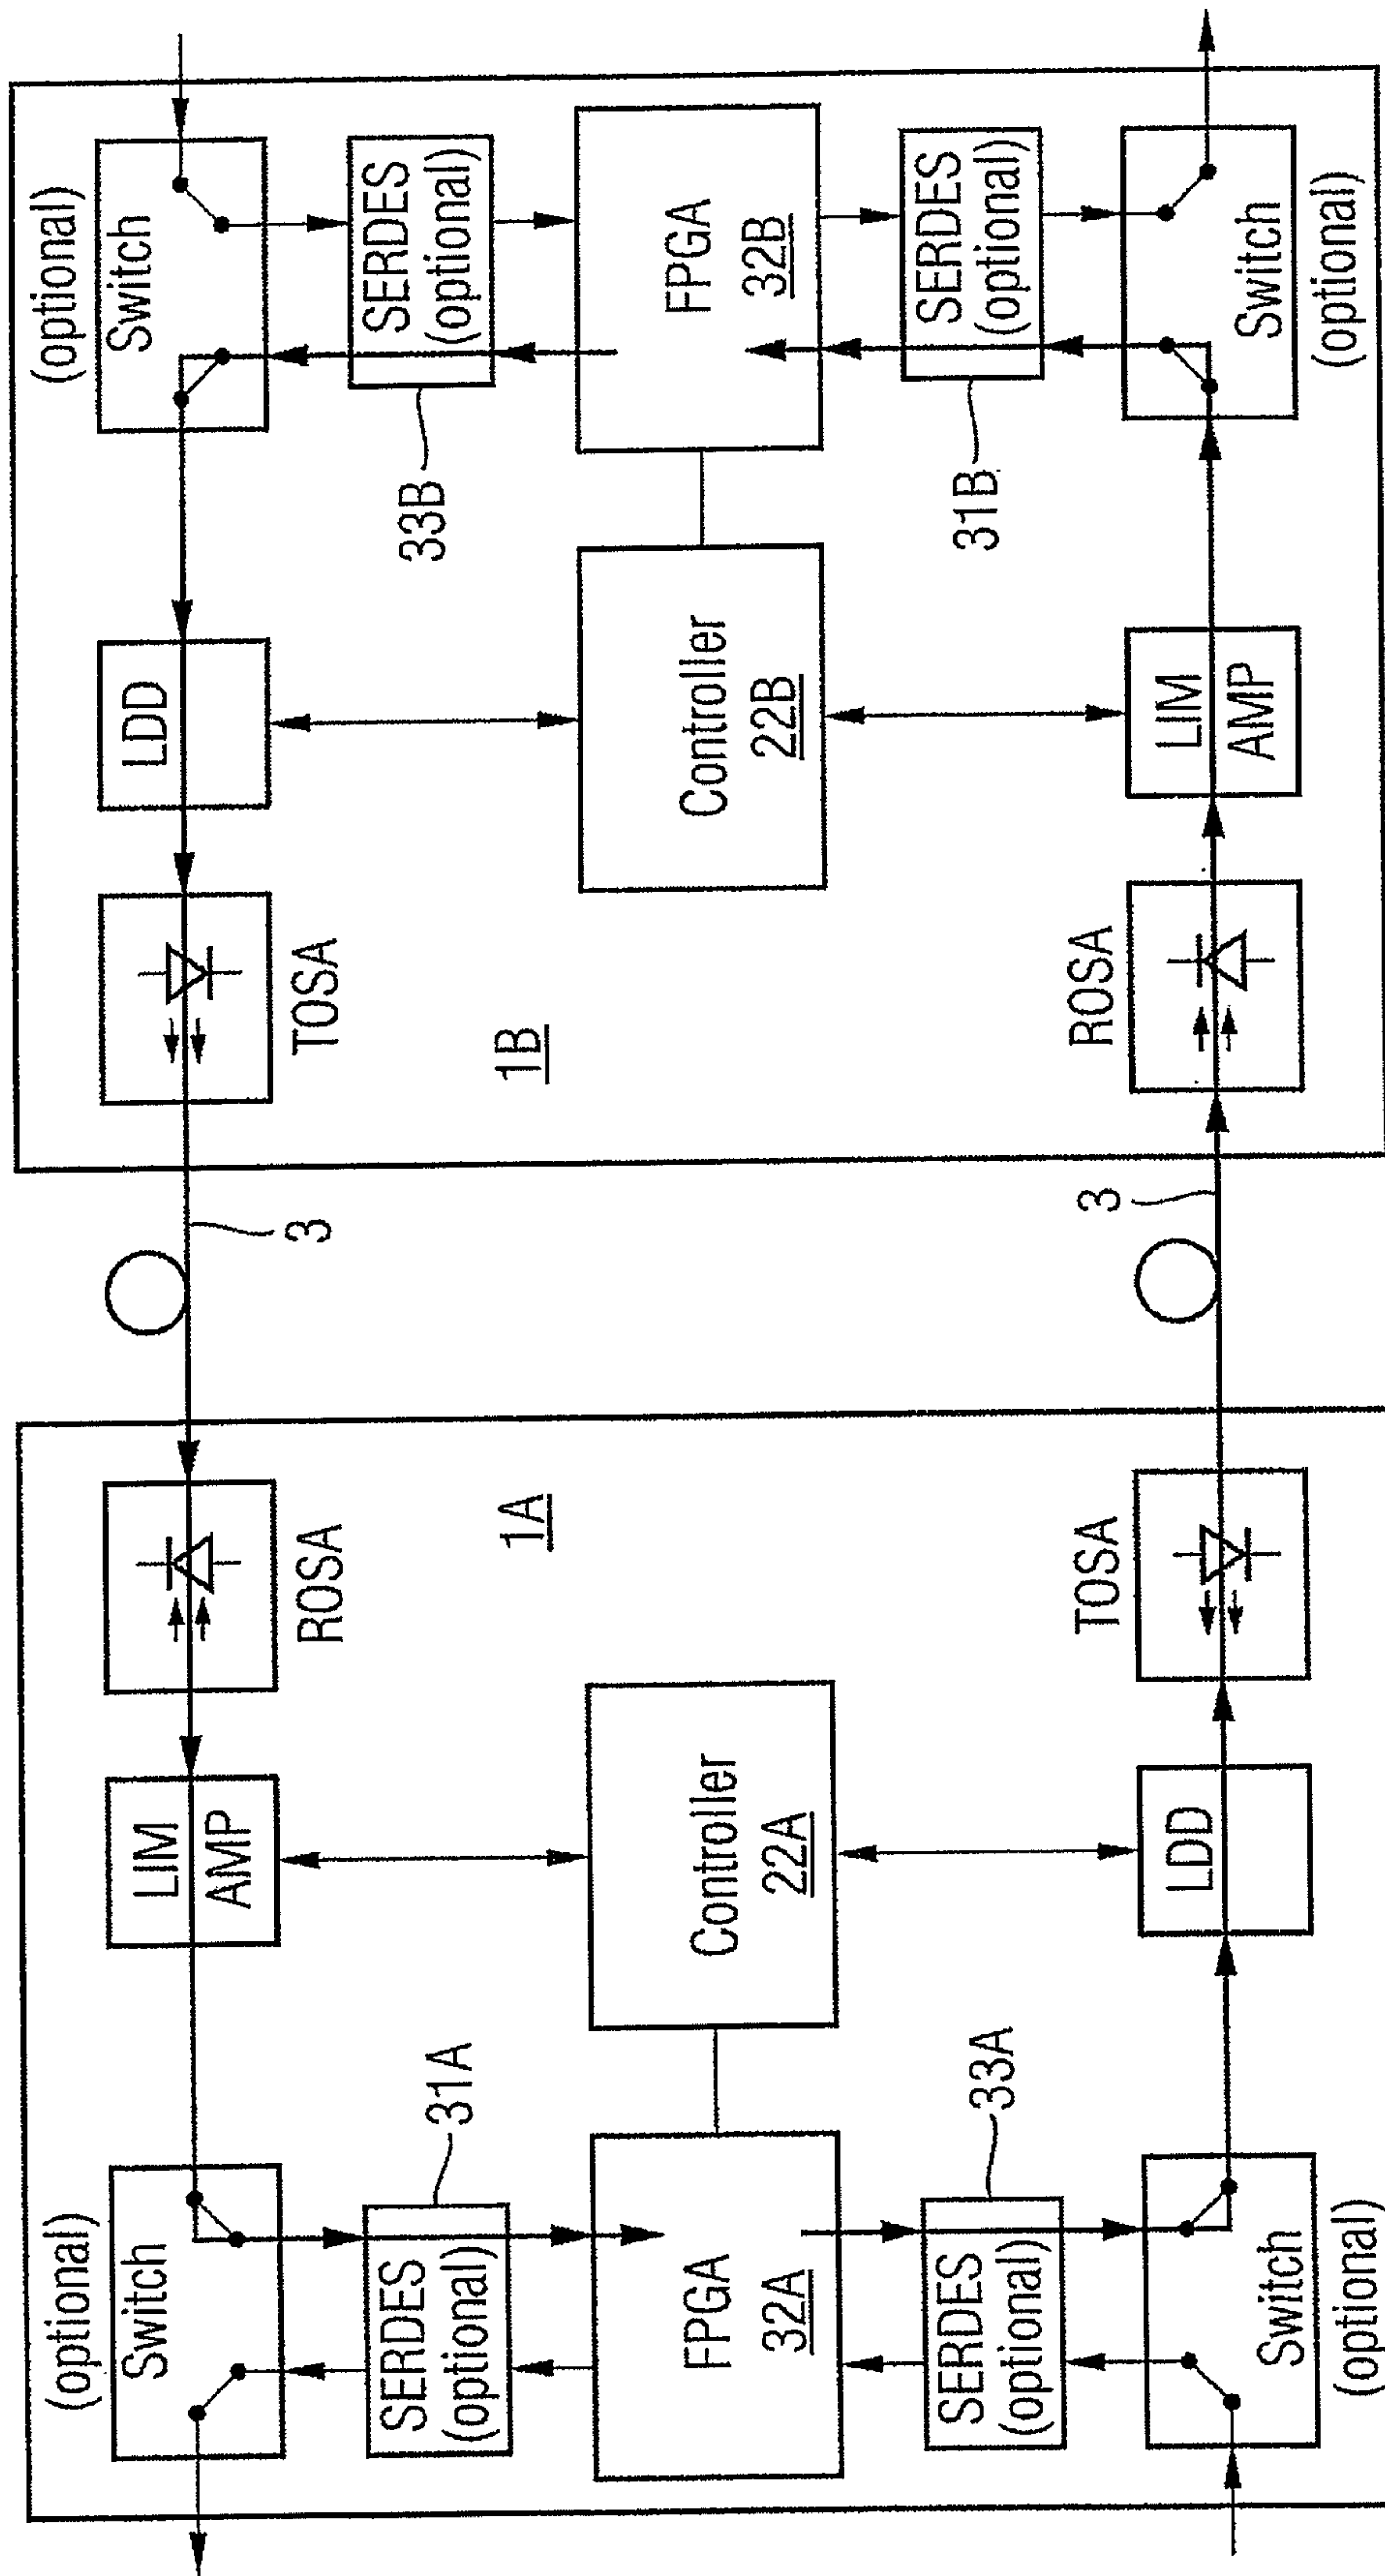 (optional)
Switch
SERDES
(optional)
31A
FPGA
32A
SERDES
(optional)
33A
Switch
(optional)
LIM
AMP
Controller
22A
LDD
ROSA
1A
TOSA
3
3
TOSA
1B
ROSA
LDD
Controller
22B
LIM
AMP
(optional)
Switch
SERDES
(optional)
33B
FPGA
32B
SERDES
(optional)
31B
Switch
(optional)